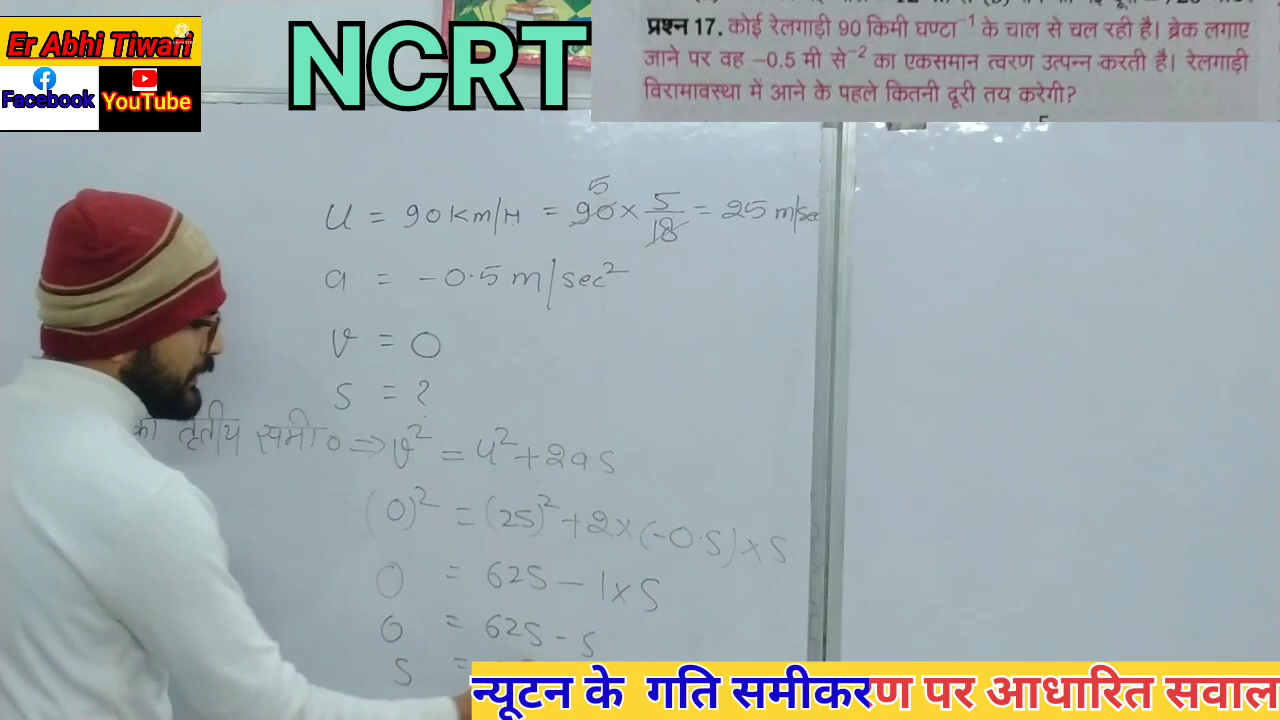 Er Abhi Tiwari
Facebook
YouTube
NCRT
प्रश्न 17. कोई रेलगाड़ी 90 किमी घण्टा⁻¹ के चाल से चल रही है। ब्रेक लगाए
जाने पर वह –0.5 मी से⁻² का एकसमान त्वरण उत्पन्न करती है। रेलगाड़ी
विरामावस्था में आने के पहले कितनी दूरी तय करेगी?
u = 90 Km/H = 90 × 5/18 = 25 m/sec
5
a = -0.5 m/sec²
v = 0
s = ?
का तृतीय समी० ⇒ v² = u² + 2as
(0)² = (25)² + 2×(-0.5)×s
0 = 625 - 1×s
0 = 625 - s
s =
न्यूटन के गति समीकरण पर आधारित सवाल